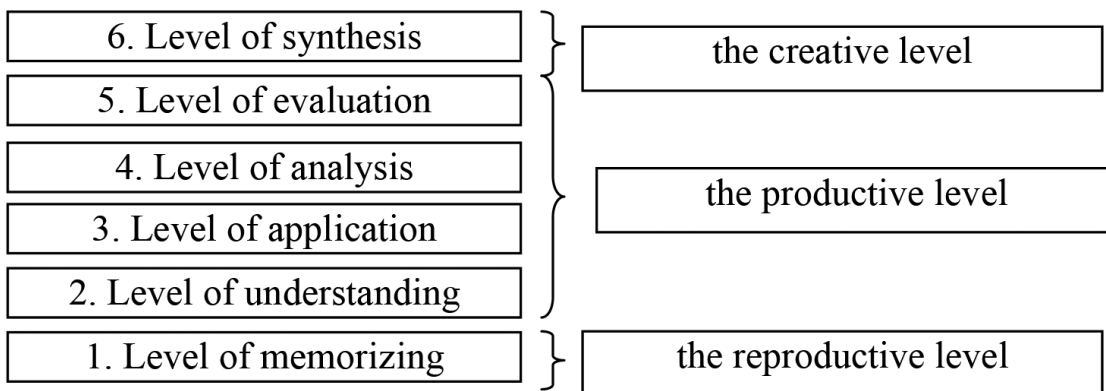 6. Level of synthesis
the creative level
5. Level of evaluation
4. Level of analysis
the productive level
3. Level of application
2. Level of understanding
1. Level of memorizing
the reproductive level